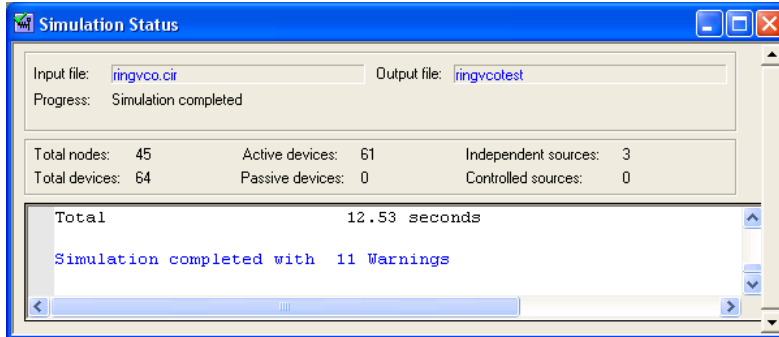 Simulation Status
Input file: ringvco.cir Output file: ringvcotest
Progress: Simulation completed
Total nodes: 45 Active devices: 61 Independent sources: 3
Total devices: 64 Passive devices: 0 Controlled sources: 0
Total 12.53 seconds
Simulation completed with 11 Warnings